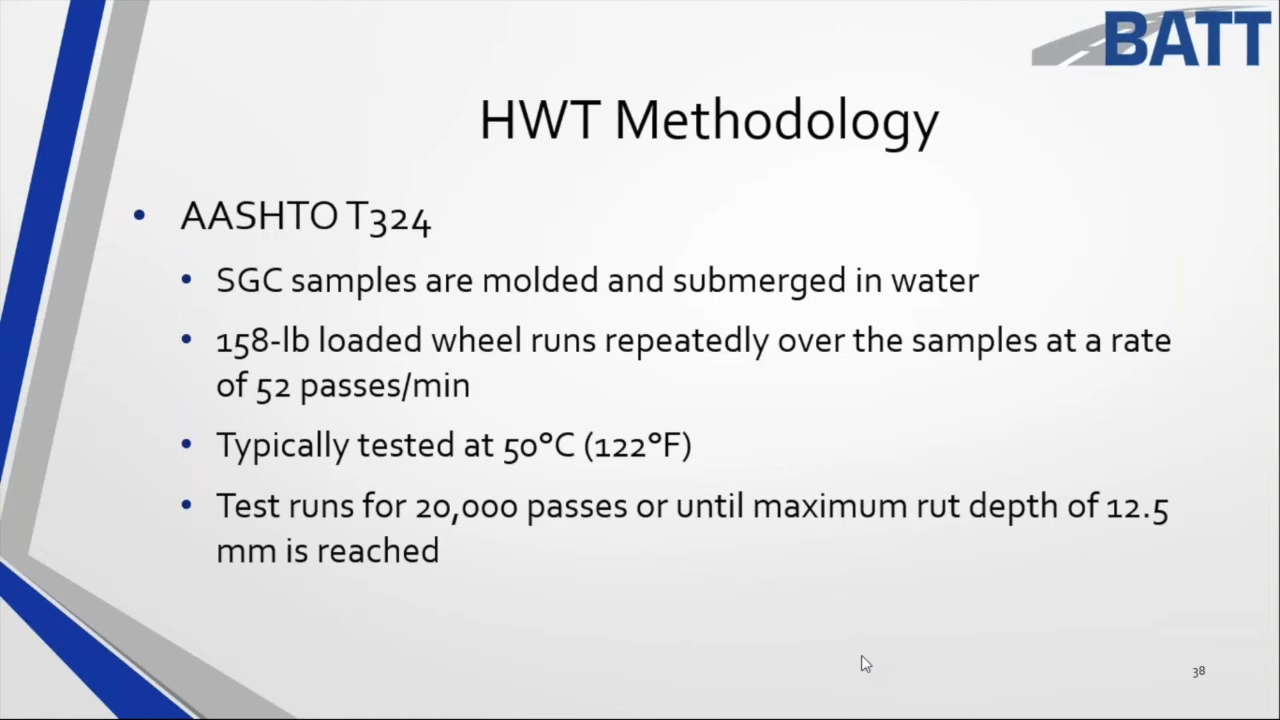 BATT
HWT Methodology
• AASHTO T324
• SGC samples are molded and submerged in water
• 158-lb loaded wheel runs repeatedly over the samples at a rate
of 52 passes/min
• Typically tested at 50°C (122°F)
• Test runs for 20,000 passes or until maximum rut depth of 12.5
mm is reached
38